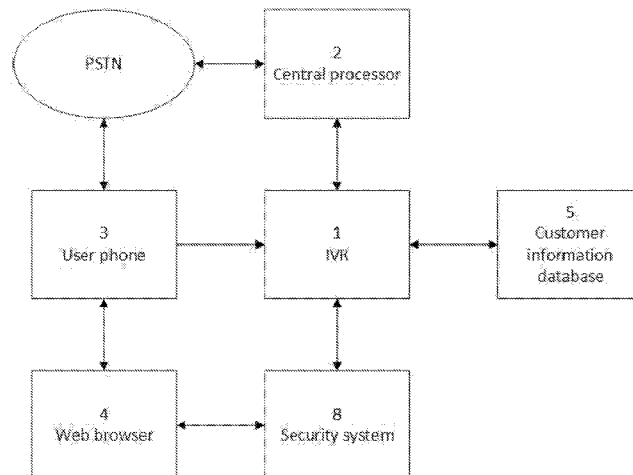 PSTN
2
Central processor
3
User phone
1
IVR
5
Customer
information
database
4
Web browser
8
Security system